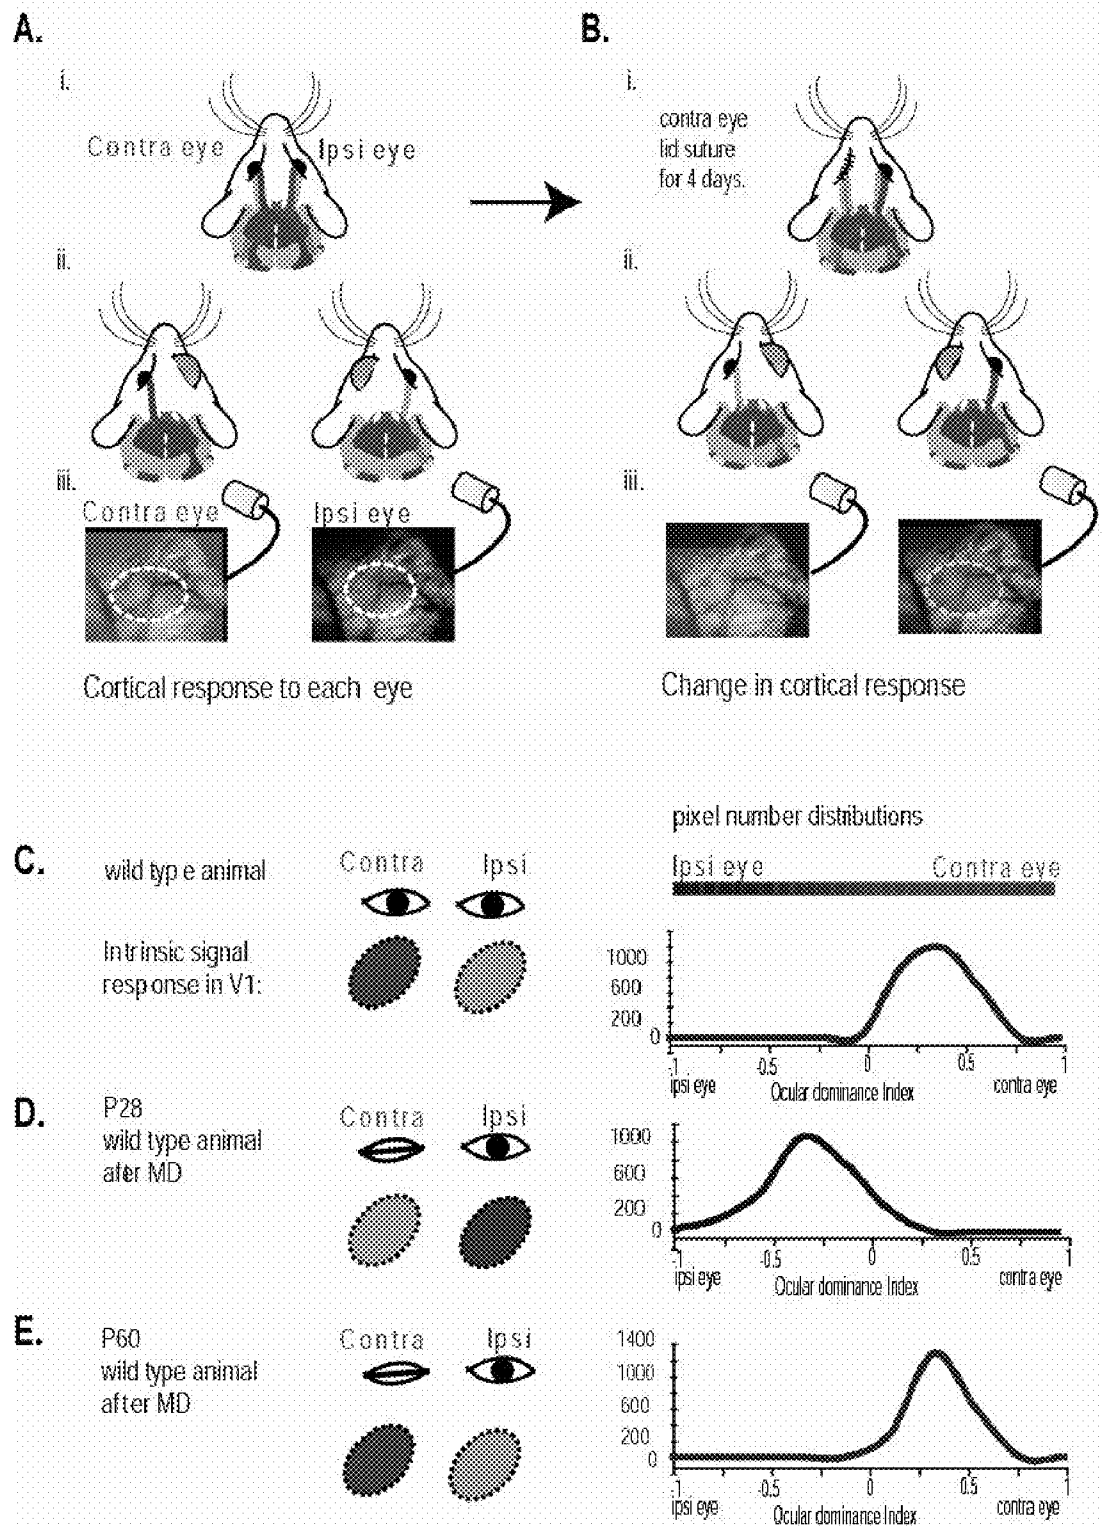 A.
i.
Contra eye
Ipsi eye
ii.
iii.
Contra eye
Ipsi eye
Cortical response to each eye
B.
i.
contra eye
lid suture
for 4 days.
ii.
iii.
Change in cortical response
pixel number distributions
C.
wild type animal
Contra
Ipsi
Intrinsic signal
response in V1:
Ipsi eye
Contra eye
1000
600
200
0
-1
-0.5
0
0.5
1
ipsi eye
Ocular dominance Index
contra eye
D.
P28
wild type animal
after MD
Contra
Ipsi
1000
600
200
0
-1
-0.5
0
0.5
1
ipsi eye
Ocular dominance Index
contra eye
E.
P60
wild type animal
after MD
Contra
Ipsi
1400
1000
600
200
0
-1
-0.5
0
0.5
1
ipsi eye
Ocular dominance Index
contra eye